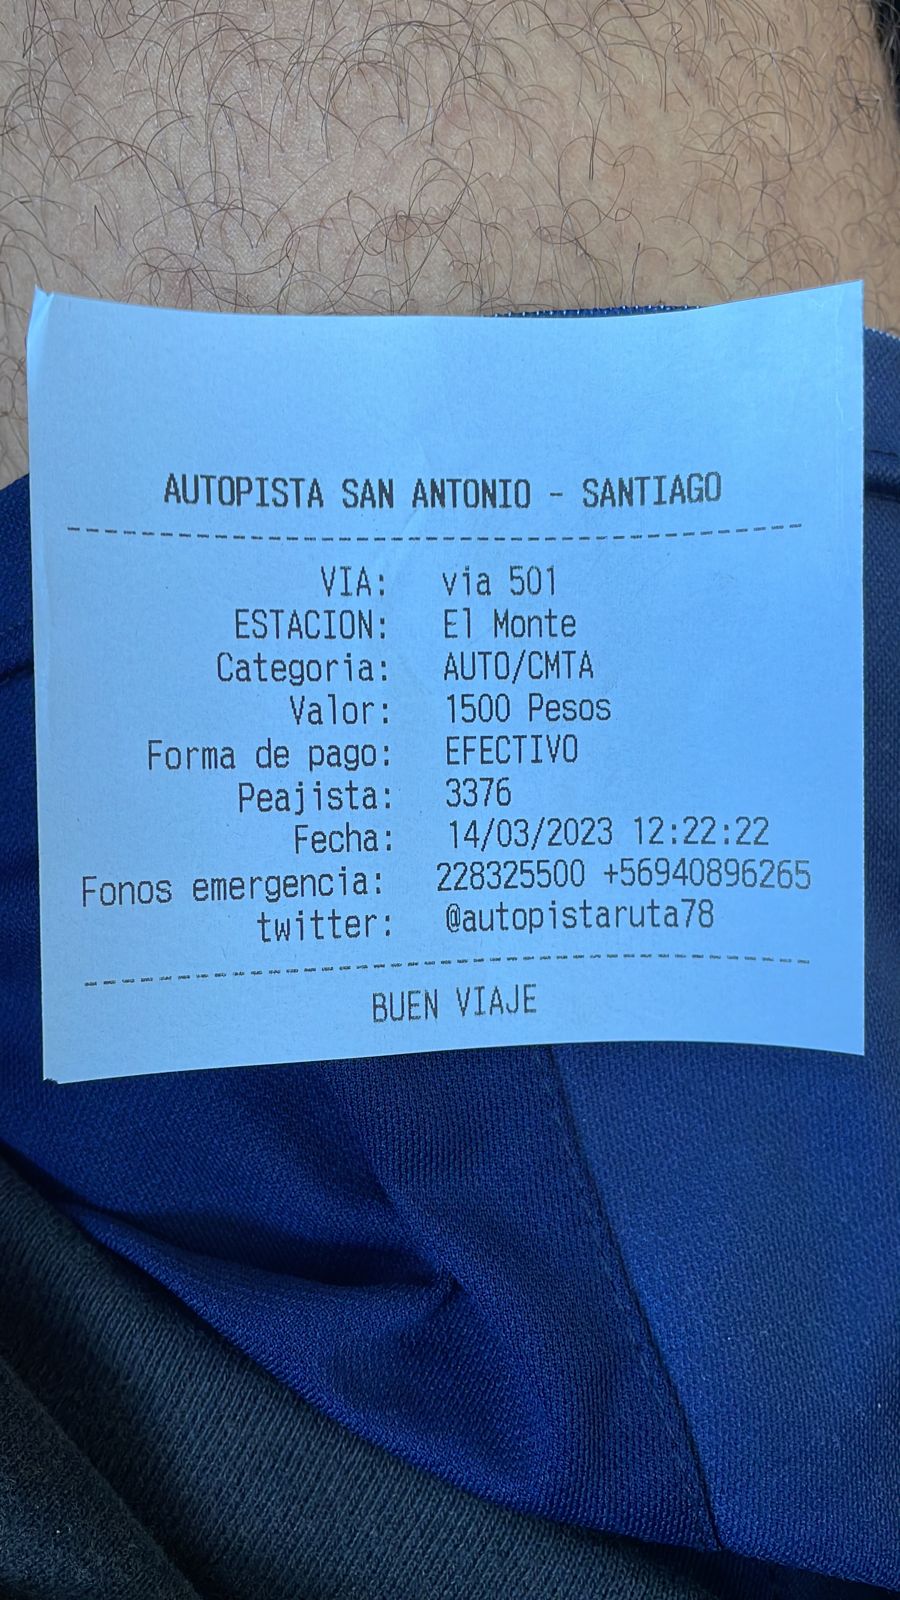 AUTOPISTA SAN ANTONIO - SANTIAGO
VIA: via 501
ESTACION: El Monte
Categoria: AUTO/CMTA
Valor: 1500 Pesos
Forma de pago: EFECTIVO
Peajista: 3376
Fecha: 14/03/2023 12:22:22
Fonos emergencia: 228325500 +56940896265
twitter: @autopistaruta78
BUEN VIAJE